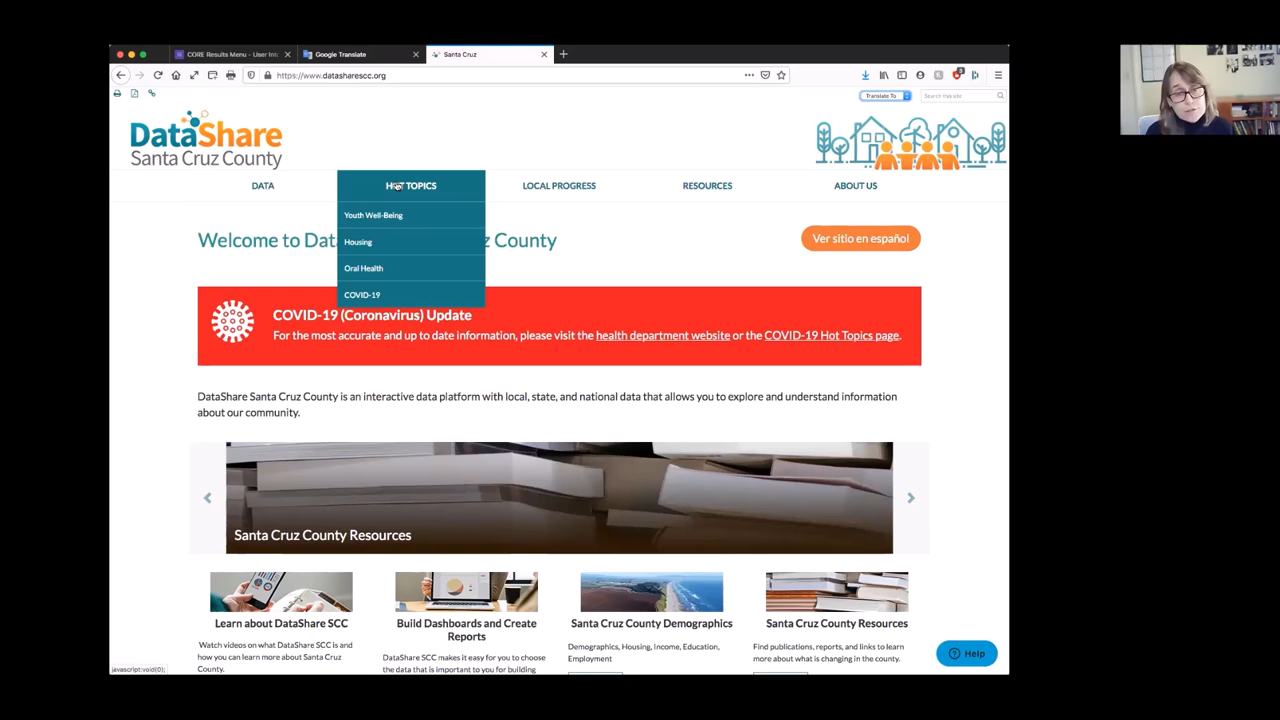 CORE Results Menu - User Int
Google Translate
Santa Cruz
https://www.datasharescc.org
Translate To
Search this site
DataShare
Santa Cruz County
DATA
HOT TOPICS
LOCAL PROGRESS
RESOURCES
ABOUT US
Youth Well-Being
Housing
Oral Health
COVID-19
Welcome to Dat z County
Ver sitio en español
COVID-19 (Coronavirus) Update
For the most accurate and up to date information, please visit the health department website or the COVID-19 Hot Topics page.
DataShare Santa Cruz County is an interactive data platform with local, state, and national data that allows you to explore and understand information
about our community.
Santa Cruz County Resources
Learn about DataShare SCC
Watch videos on what DataShare SCC is and
how you can learn more about Santa Cruz
County.
Build Dashboards and Create
Reports
DataShare SCC makes it easy for you to choose
the data that is important to you for building
Santa Cruz County Demographics
Demographics, Housing, Income, Education,
Employment
Santa Cruz County Resources
Find publications, reports, and links to learn
more about what is changing in the county.
Help
javascript:void(0);